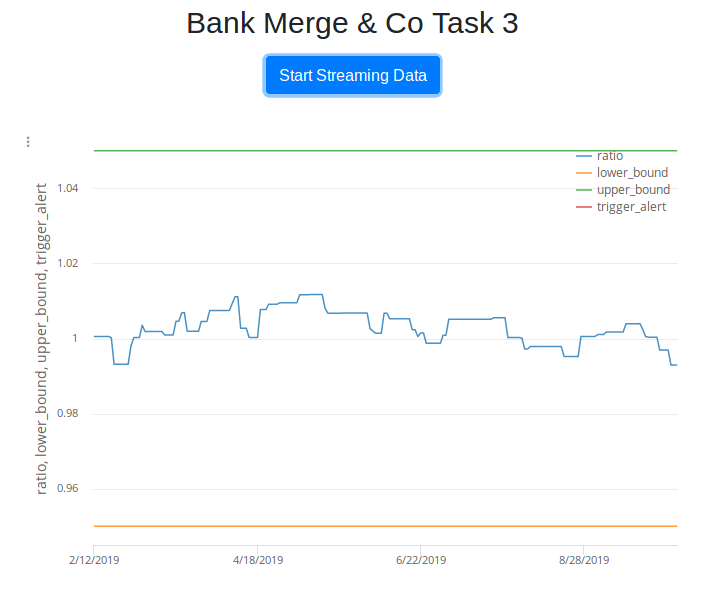 Bank Merge & Co Task 3
Start Streaming Data
ratio
lower_bound
upper_bound
trigger_alert
ratio, lower_bound, upper_bound, trigger_alert
1.04
1.02
1
0.98
0.96
2/12/2019 4/18/2019 6/22/2019 8/28/2019